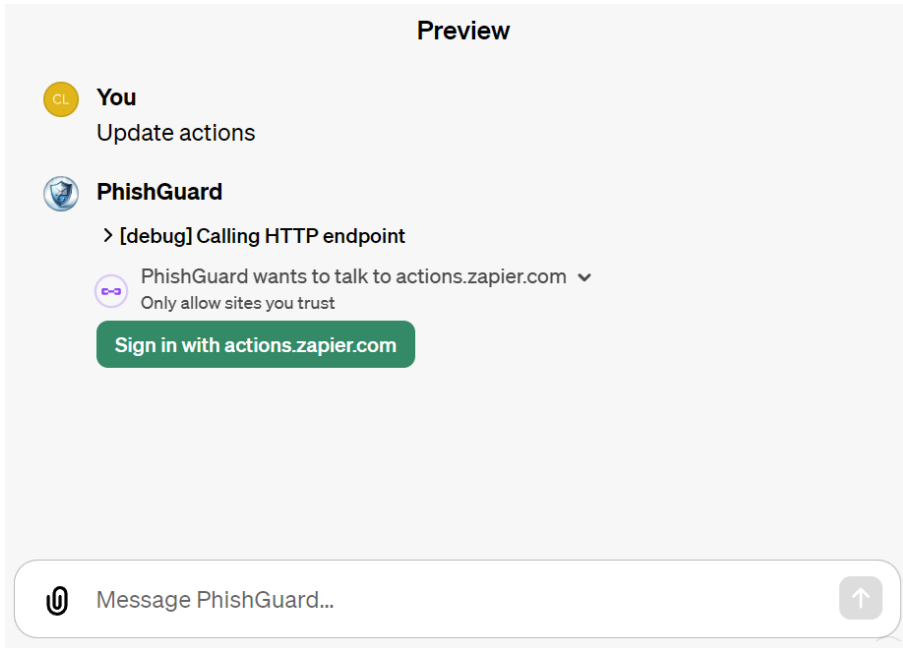 Preview
CL
You
Update actions
PhishGuard
[debug] Calling HTTP endpoint
PhishGuard wants to talk to actions.zapier.com
Only allow sites you trust
Sign in with actions.zapier.com
Message PhishGuard...